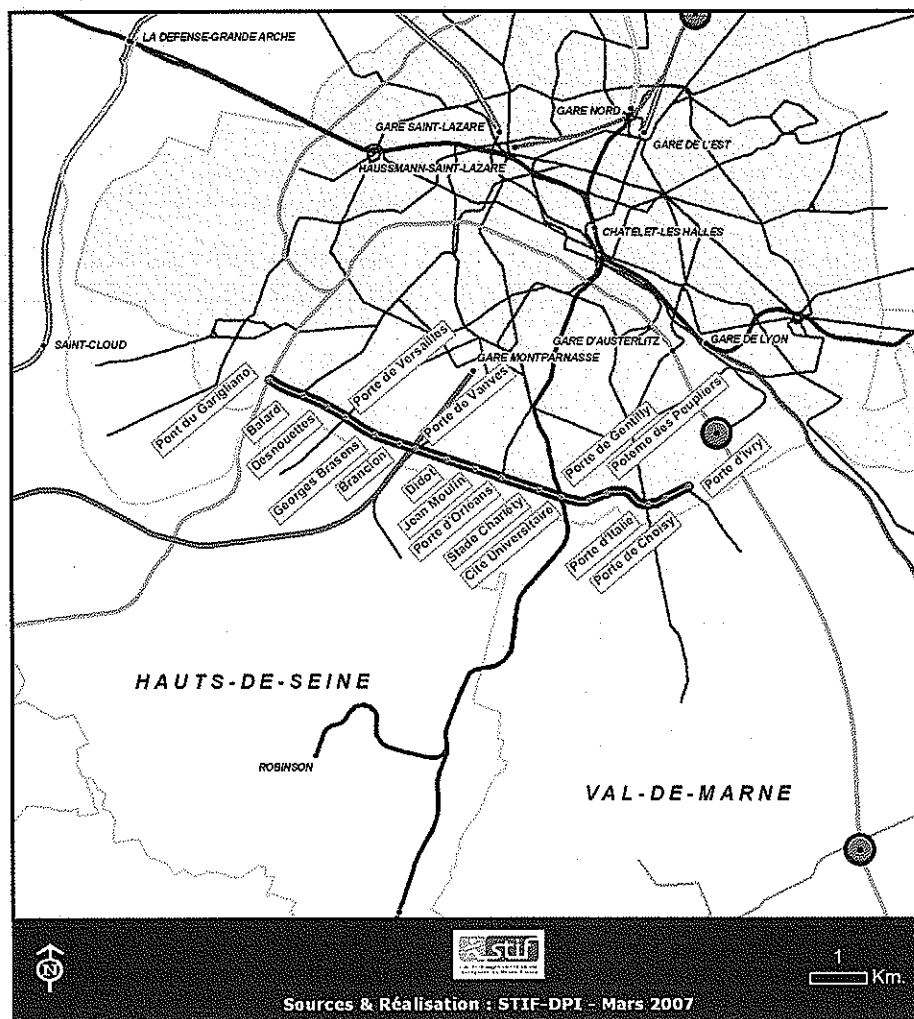 LA DEFENSE-GRANDE ARCHE
GARE NORD
GARE SAINT-LAZARE
GARE DE L'EST
HAUSSMANN-SAINT-LAZARE
CHATELET-LES HALLES
SAINT-CLOUD
GARE D'AUSTERLITZ
GARE DE LYON
GARE MONTPARNASSE
Pont du Garigliano
Balard
Desnouettes
Porte de Versailles
Georges Brasens
Brancion
Porte de Vanves
Didot
Jean Moulin
Porte d'Orléans
Stade Charléty
Cité Universitaire
Porte de Gentilly
Poterne des Peupliers
Porte d'Italie
Porte de Choisy
Porte d'Ivry
HAUTS-DE-SEINE
ROBINSON
VAL-DE-MARNE
N
stif
1
Km.
Sources & Réalisation : STIF-DPI - Mars 2007